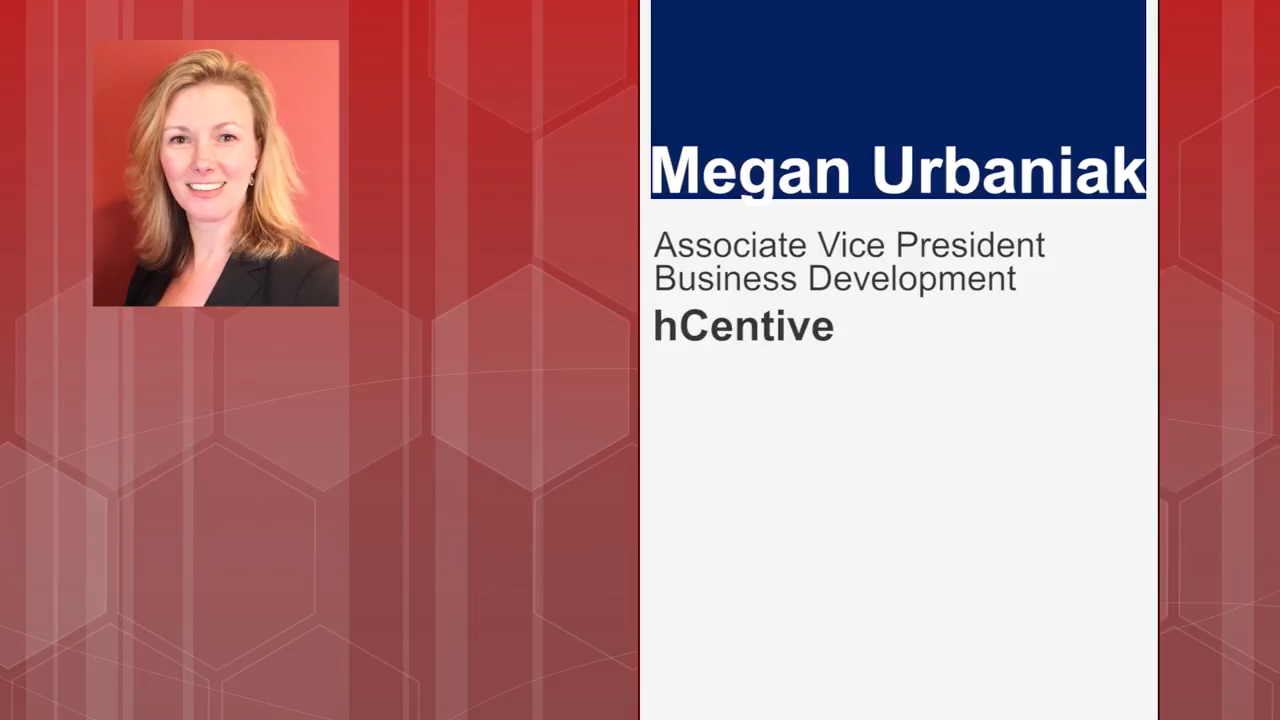 Megan Urbaniak
Associate Vice President
Business Development
hCentive